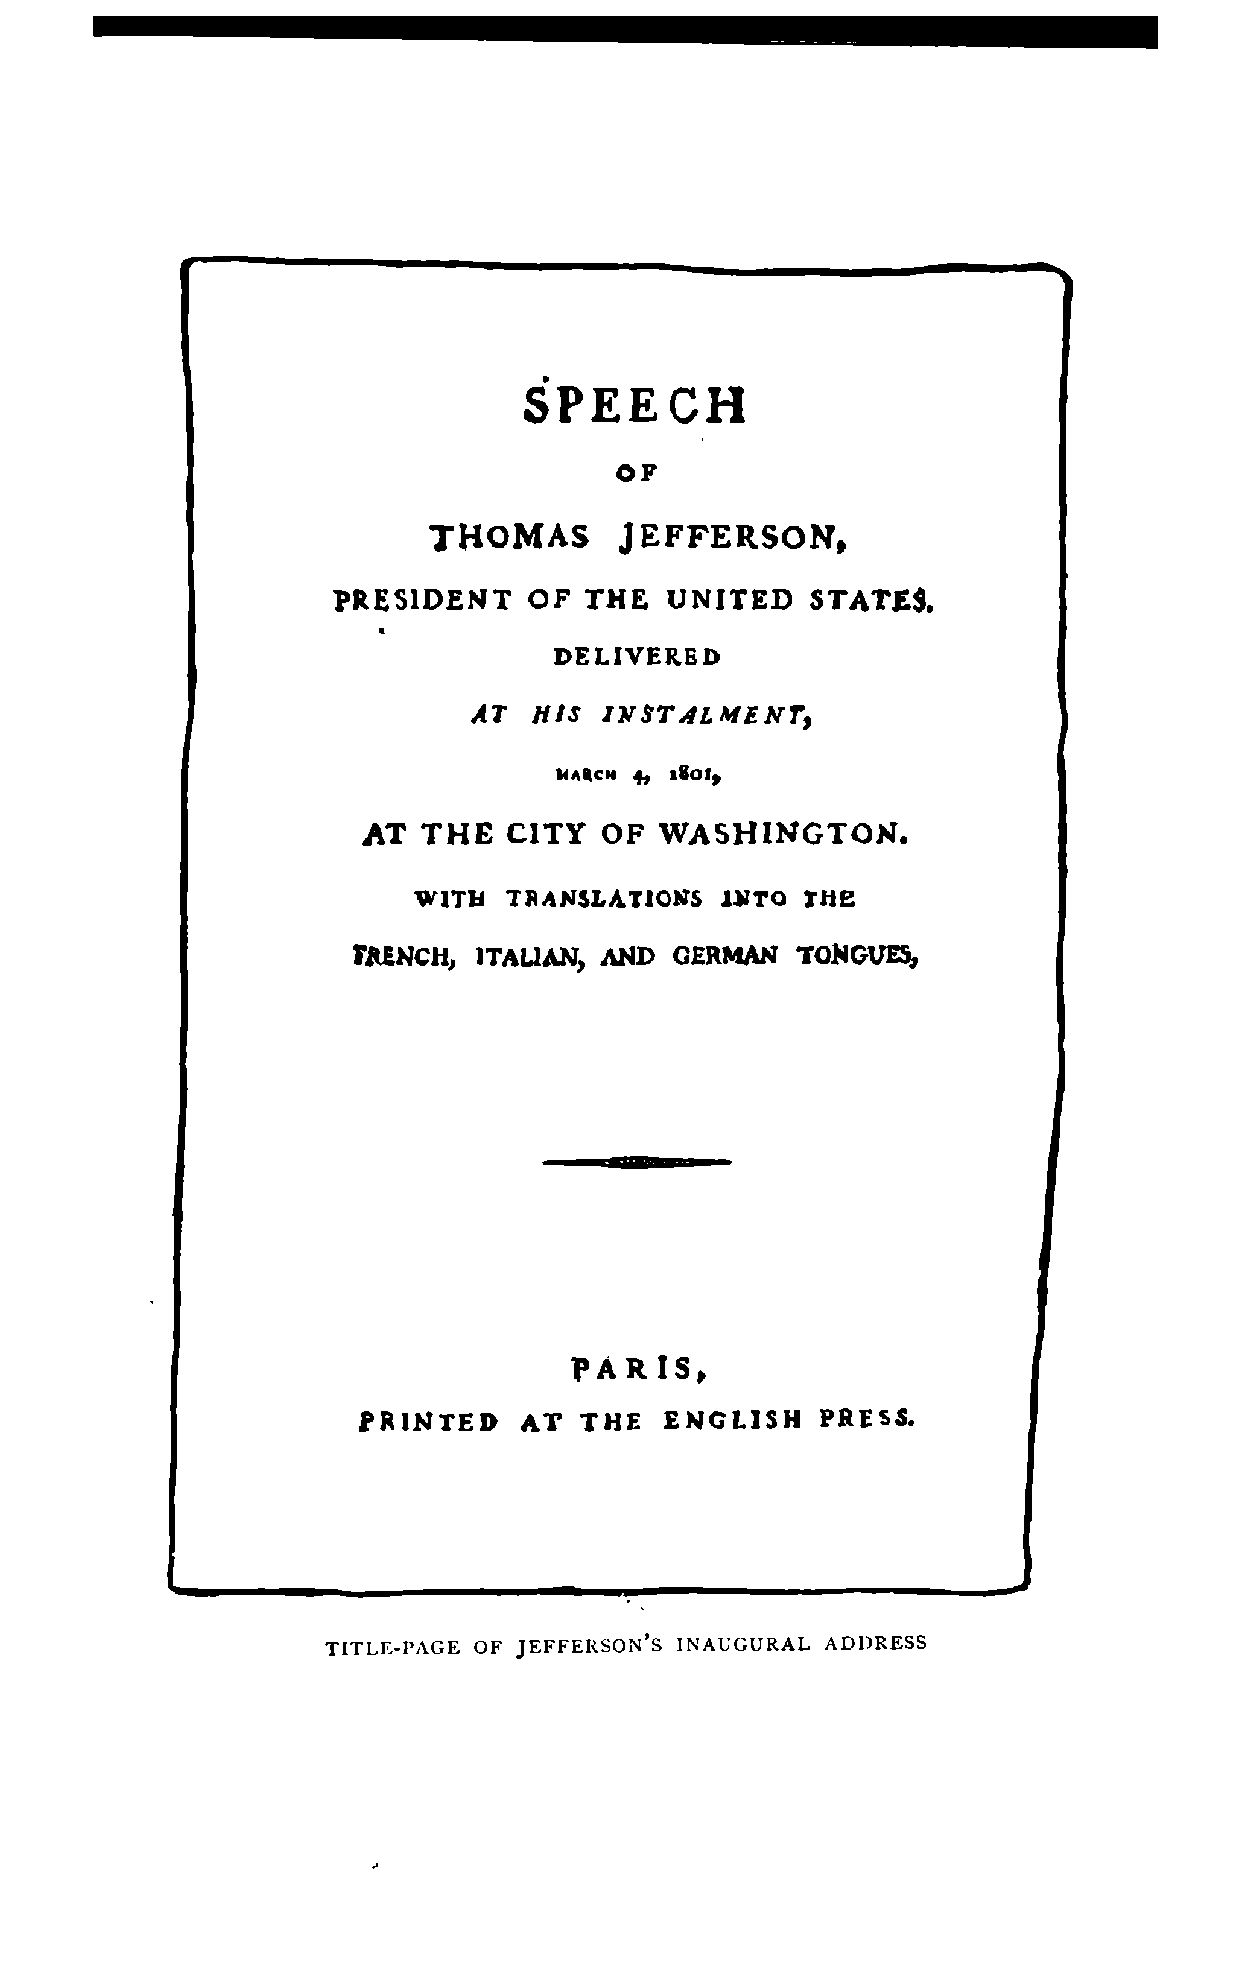 SPEECH
OF
THOMAS JEFFERSON,
PRESIDENT OF THE UNITED STATES.
DELIVERED
AT HIS INSTALMENT,
MARCH 4, 1801,
AT THE CITY OF WASHINGTON.
WITH TRANSLATIONS INTO THE
FRENCH, ITALIAN, AND GERMAN TONGUES,
PARIS,
PRINTED AT THE ENGLISH PRESS.
TITLE-PAGE OF JEFFERSON'S INAUGURAL ADDRESS